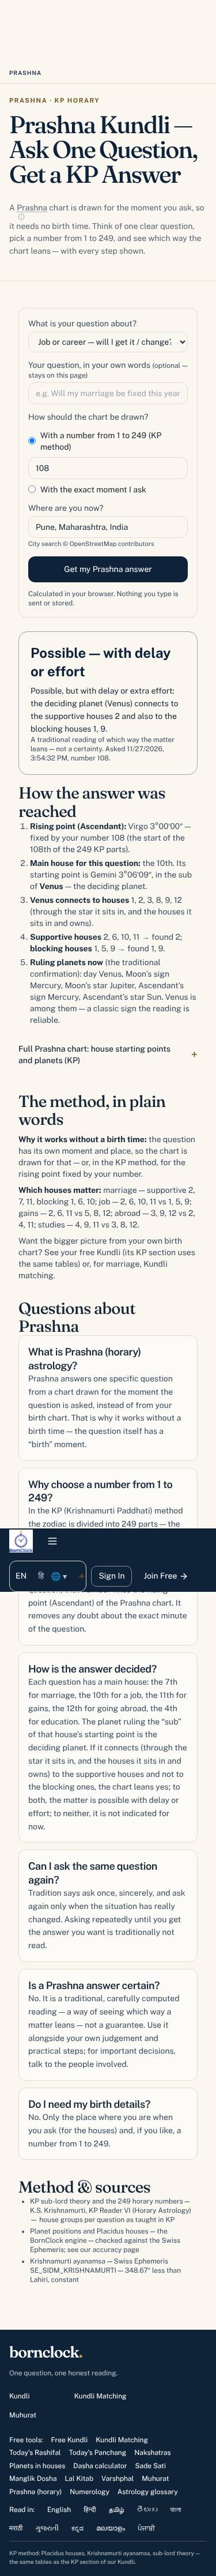 PRASHNA
PRASHNA · KP HORARY
Prashna Kundli —
Ask One Question,
Get a KP Answer
A Prashna chart is drawn for the moment you ask, so
it needs no birth time. Think of one clear question,
pick a number from 1 to 249, and see which way the
chart leans — with every step shown.
What is your question about?
Job or career — will I get it / change?
Your question, in your own words (optional —
stays on this page)
e.g. Will my marriage be fixed this year
How should the chart be drawn?
With a number from 1 to 249 (KP
method)
108
With the exact moment I ask
Where are you now?
Pune, Maharashtra, India
City search © OpenStreetMap contributors
Get my Prashna answer
Calculated in your browser. Nothing you type is
sent or stored.
Possible — with delay
or effort
Possible, but with delay or extra effort:
the deciding planet (Venus) connects to
the supportive houses 2 and also to the
blocking houses 1, 9.
A traditional reading of which way the matter
leans — not a certainty. Asked 11/27/2026,
3:54:32 PM, number 108.
How the answer was
reached
1. Rising point (Ascendant): Virgo 3°00′00″ —
fixed by your number 108 (the start of the
108th of the 249 KP parts).
2. Main house for this question: the 10th. Its
starting point is Gemini 3°06′09″, in the sub
of Venus — the deciding planet.
3. Venus connects to houses 1, 2, 3, 8, 9, 12
(through the star it sits in, and the houses it
sits in and owns).
4. Supportive houses 2, 6, 10, 11 → found 2;
blocking houses 1, 5, 9 → found 1, 9.
5. Ruling planets now (the traditional
confirmation): day Venus, Moon's sign
Mercury, Moon's star Jupiter, Ascendant's
sign Mercury, Ascendant's star Sun. Venus is
among them — a classic sign the reading is
reliable.
Full Prashna chart: house starting points
and planets (KP)
+
The method, in plain
words
Why it works without a birth time: the question
has its own moment and place, so the chart is
drawn for that — or, in the KP method, for the
rising point fixed by your number.
Which houses matter: marriage — supportive 2,
7, 11, blocking 1, 6, 10; job — 2, 6, 10, 11 vs 1, 5, 9;
gains — 2, 6, 11 vs 5, 8, 12; abroad — 3, 9, 12 vs 2,
4, 11; studies — 4, 9, 11 vs 3, 8, 12.
Want the bigger picture from your own birth
chart? See your free Kundli (its KP section uses
the same tables) or, for marriage, Kundli
matching.
Questions about
Prashna
What is Prashna (horary)
astrology?
Prashna answers one specific question
from a chart drawn for the moment the
question is asked, instead of from your
birth chart. That is why it works without a
birth time — the question itself has a
"birth" moment.
Why choose a number from 1 to
249?
In the KP (Krishnamurti Paddhati) method
the zodiac is divided into 249 parts — the
BornClock
EN हि 🌐 ▾ Sign In Join Free →
point (Ascendant) of the Prashna chart. It
removes any doubt about the exact minute
of the question.
How is the answer decided?
Each question has a main house: the 7th
for marriage, the 10th for a job, the 11th for
gains, the 12th for going abroad, the 4th
for education. The planet ruling the "sub"
of that house's starting point is the
deciding planet. If it connects (through the
star it sits in, and the houses it sits in and
owns) to the supportive houses and not to
the blocking ones, the chart leans yes; to
both, the matter is possible with delay or
effort; to neither, it is not indicated for
now.
Can I ask the same question
again?
Tradition says ask once, sincerely, and ask
again only when the situation has really
changed. Asking repeatedly until you get
the answer you want is traditionally not
read.
Is a Prashna answer certain?
No. It is a traditional, carefully computed
reading — a way of seeing which way a
matter leans — not a guarantee. Use it
alongside your own judgement and
practical steps; for important decisions,
talk to the people involved.
Do I need my birth details?
No. Only the place where you are when
you ask (for the houses) and, if you like, a
number from 1 to 249.
Method & sources
• KP sub-lord theory and the 249 horary numbers —
K.S. Krishnamurti, KP Reader VI (Horary Astrology)
— house groups per question as taught in KP
• Planet positions and Placidus houses — the
BornClock engine — checked against the Swiss
Ephemeris; see our accuracy page
• Krishnamurti ayanamsa — Swiss Ephemeris
SE_SIDM_KRISHNAMURTI — 348.67″ less than
Lahiri, constant
bornclock.
One question, one honest reading.
Kundli Kundli Matching
Muhurat
Free tools: Free Kundli Kundli Matching
Today's Rashifal Today's Panchang Nakshatras
Planets in houses Dasha calculator Sade Sati
Manglik Dosha Lal Kitab Varshphal Muhurat
Prashna (horary) Numerology Astrology glossary
Read in: English हिन्दी தமிழ் తెలుగు বাংলা
मराठी ગુજરાતી ಕನ್ನಡ മലയാളം ਪੰਜਾਬੀ
KP method: Placidus houses, Krishnamurti ayanamsa, sub-lord theory —
the same tables as the KP section of our Kundli.